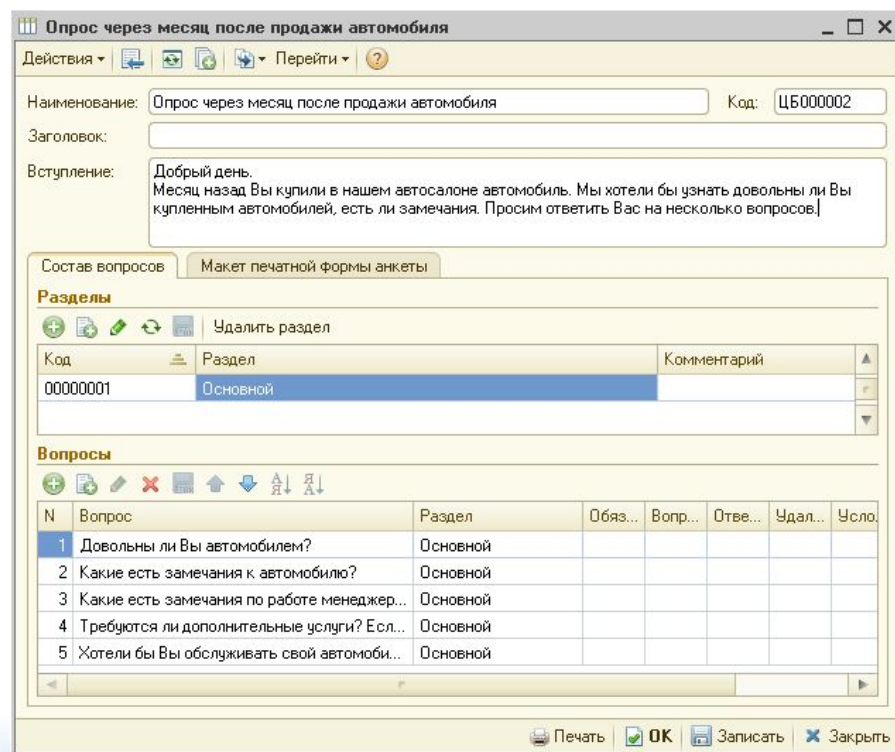 Опрос через месяц после продажи автомобиля
Действия Перейти
Наименование: Опрос через месяц после продажи автомобиля Код: ЦБ000002
Заголовок:
Вступление: Добрый день.
Месяц назад Вы купили в нашем автосалоне автомобиль. Мы хотели бы узнать довольны ли Вы
купленным автомобилей, есть ли замечания. Просим ответить Вас на несколько вопросов.
Состав вопросов Макет печатной формы анкеты
Разделы
Удалить раздел
Код Раздел Комментарий
00000001 Основной
Вопросы
N Вопрос Раздел Обяз... Вопр... Отве... Удал... Усло.
1 Довольны ли Вы автомобилем? Основной
2 Какие есть замечания к автомобилю? Основной
3 Какие есть замечания по работе менеджер... Основной
4 Требуются ли дополнительные услуги? Есл... Основной
5 Хотели бы Вы обслуживать свой автомоби... Основной
Печать OK Записать Закрыть